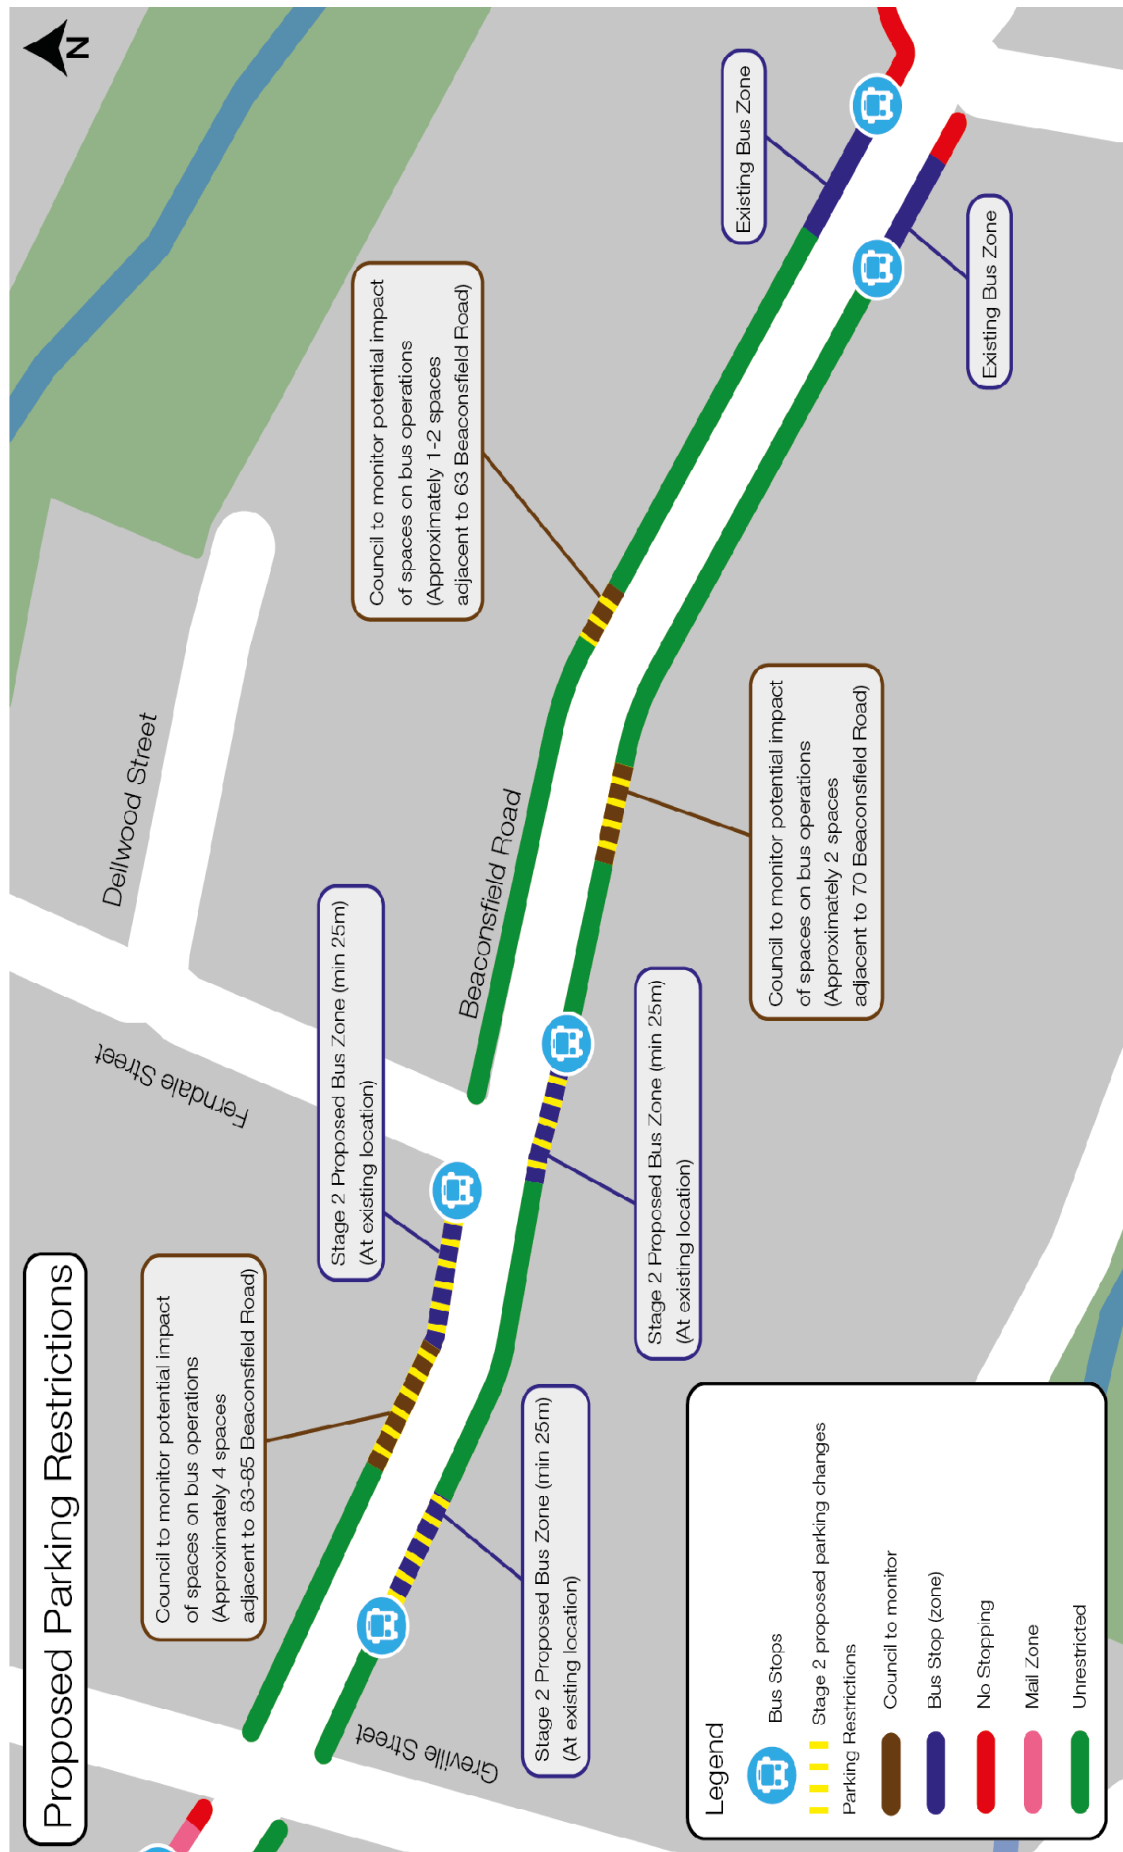 Proposed Parking Restrictions
N
Council to monitor potential impact
of spaces on bus operations
(Approximately 4 spaces
adjacent to 83-85 Beaconsfield Road)
Ferndale Street
Dellwood Street
Stage 2 Proposed Bus Zone (min 25m)
(At existing location)
Council to monitor potential impact
of spaces on bus operations
(Approximately 1-2 spaces
adjacent to 63 Beaconsfield Road)
Beaconsfield Road
Existing Bus Zone
Greville Street
Stage 2 Proposed Bus Zone (min 25m)
(At existing location)
Stage 2 Proposed Bus Zone (min 25m)
(At existing location)
Council to monitor potential impact
of spaces on bus operations
(Approximately 2 spaces
adjacent to 70 Beaconsfield Road)
Existing Bus Zone
Legend
Bus Stops
Stage 2 proposed parking changes
Parking Restrictions
Council to monitor
Bus Stop (zone)
No Stopping
Mail Zone
Unrestricted